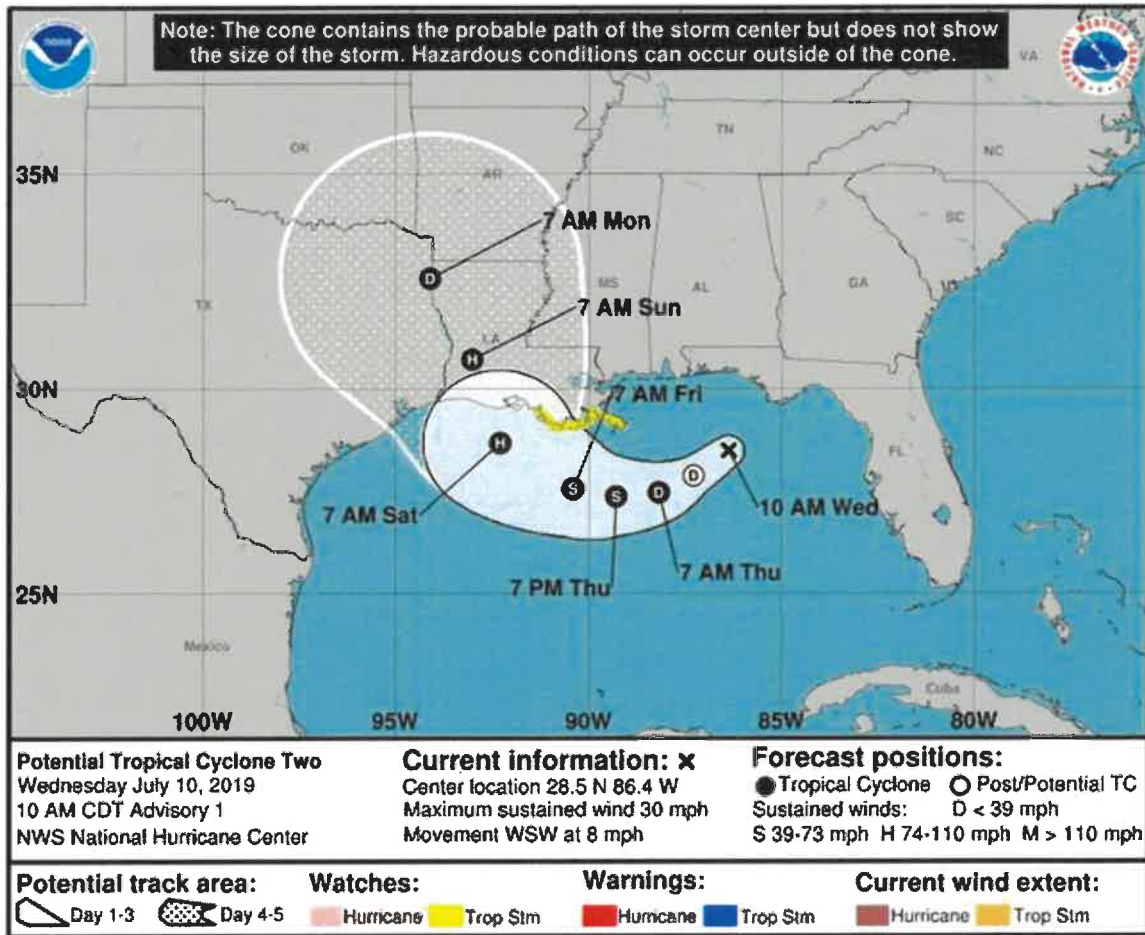 Note: The cone contains the probable path of the storm center but does not show
the size of the storm. Hazardous conditions can occur outside of the cone.
noaa
VA
OK
TN
NC
35N
AR
SC
7 AM Mon
MS
AL
GA
TX
7 AM Sun
LA
30N
7 AM Fri
FL
7 AM Sat
10 AM Wed
7 AM Thu
7 PM Thu
25N
Mexico
Cuba
100W
95W
90W
85W
80W
D
H
H
S
S
D
D
Potential Tropical Cyclone Two
Wednesday July 10, 2019
10 AM CDT Advisory 1
NWS National Hurricane Center
Current information: x
Center location 28.5 N 86.4 W
Maximum sustained wind 30 mph
Movement WSW at 8 mph
Forecast positions:
Tropical Cyclone Post/Potential TC
Sustained winds: D < 39 mph
S 39-73 mph H 74-110 mph M > 110 mph
Potential track area:
Day 1-3 Day 4-5
Watches:
Hurricane Trop Stm
Warnings:
Hurricane Trop Stm
Current wind extent:
Hurricane Trop Stm